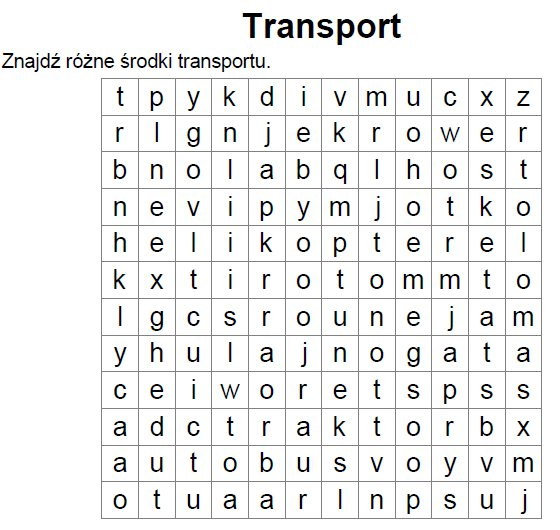 Transport
Znajdź różne środki transportu.
t p y k d i v m u c x z
r l g n j e k r o w e r
b n o l a b q l h o s t
n e v i p y m j o t k o
h e l i k o p t e r e l
k x t i r o t o m m t o
l g c s r o u n e j a m
y h u l a j n o g a t a
c e i w o r e t s p s s
a d c t r a k t o r b x
a u t o b u s v o y v m
o t u a a r l n p s u j